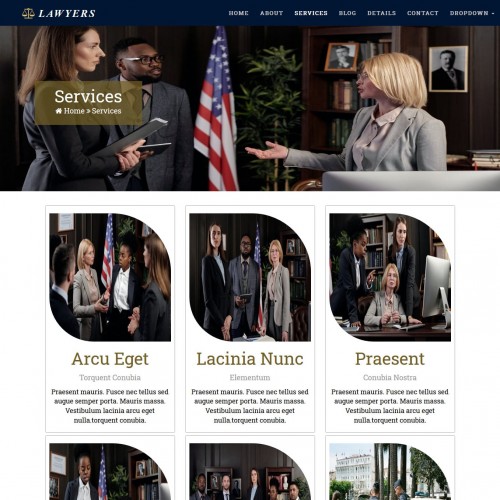 LAWYERS
HOME ABOUT SERVICES BLOG DETAILS CONTACT DROPDOWN
Services
Home » Services
Arcu Eget
Torquent Conubia
Praesent mauris. Fusce nec tellus sed
augue semper porta. Mauris massa.
Vestibulum lacinia arcu eget
nulla.torquent conubia.
Lacinia Nunc
Elementum
Praesent mauris. Fusce nec tellus sed
augue semper porta. Mauris massa.
Vestibulum lacinia arcu eget
nulla.torquent conubia.
Praesent
Conubia Nostra
Praesent mauris. Fusce nec tellus sed
augue semper porta. Mauris massa.
Vestibulum lacinia arcu eget
nulla.torquent conubia.